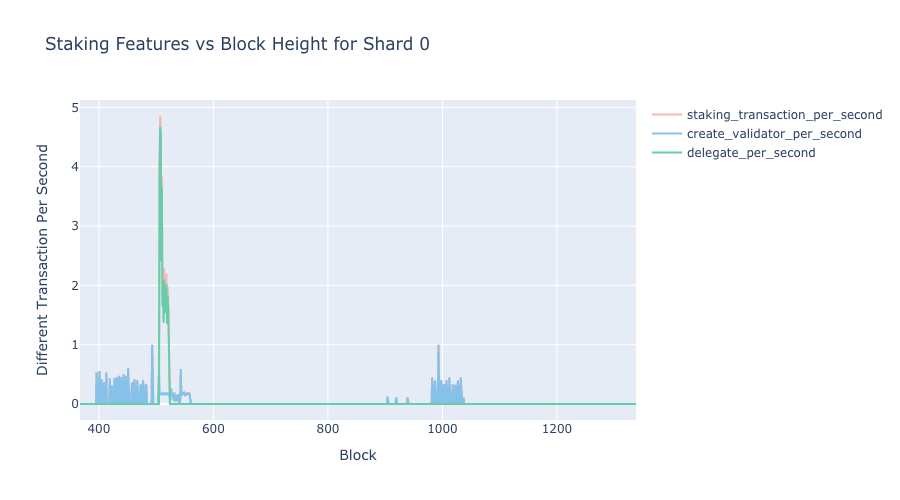 Staking Features vs Block Height for Shard 0
Different Transaction Per Second
5
4
3
2
1
0
400
600
800
1000
1200
Block
staking_transaction_per_second
create_validator_per_second
delegate_per_second